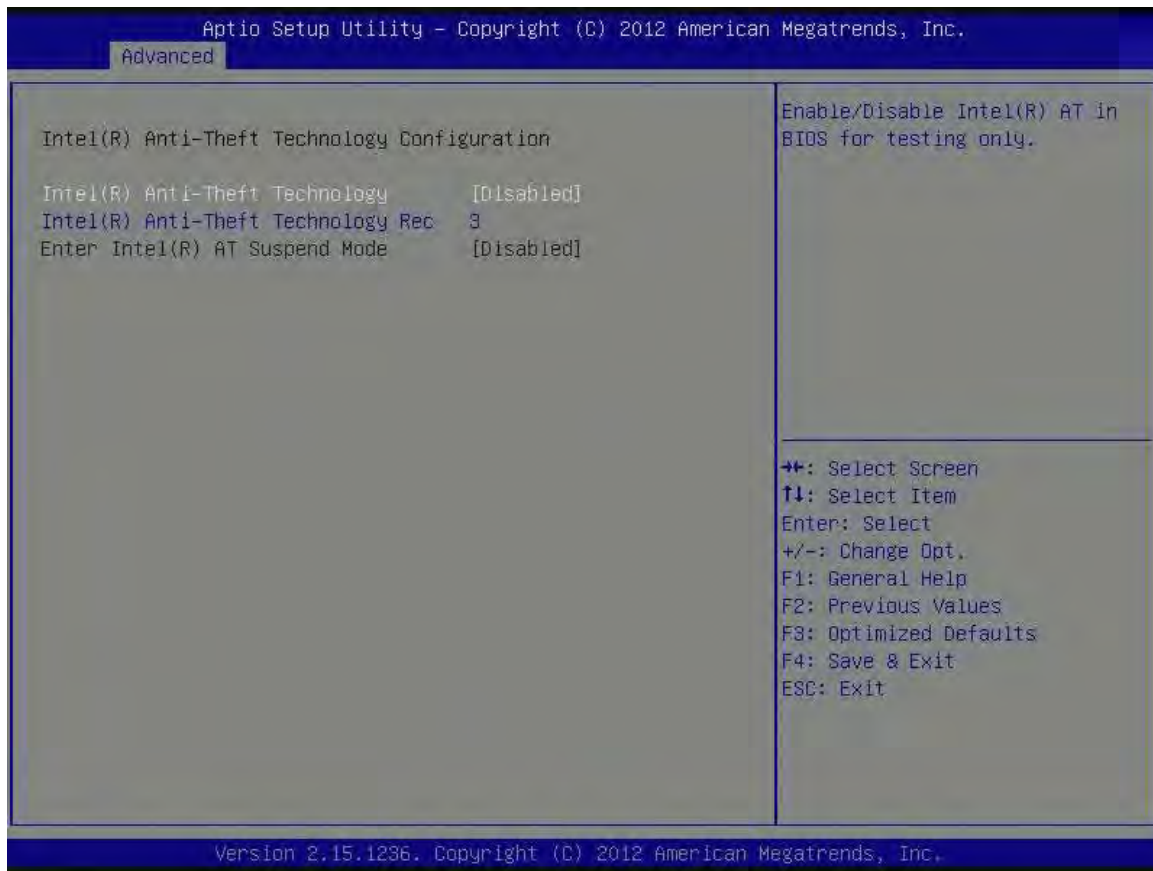 Aptio Setup Utility – Copyright (C) 2012 American Megatrends, Inc.
Advanced
Intel(R) Anti-Theft Technology Configuration
Intel(R) Anti-Theft Technology [Disabled]
Intel(R) Anti-Theft Technology Rec 3
Enter Intel(R) AT Suspend Mode [Disabled]
Enable/Disable Intel(R) AT in
BIOS for testing only.
→←: Select Screen
↑↓: Select Item
Enter: Select
+/-: Change Opt.
F1: General Help
F2: Previous Values
F3: Optimized Defaults
F4: Save & Exit
ESC: Exit
Version 2.15.1236. Copyright (C) 2012 American Megatrends, Inc.